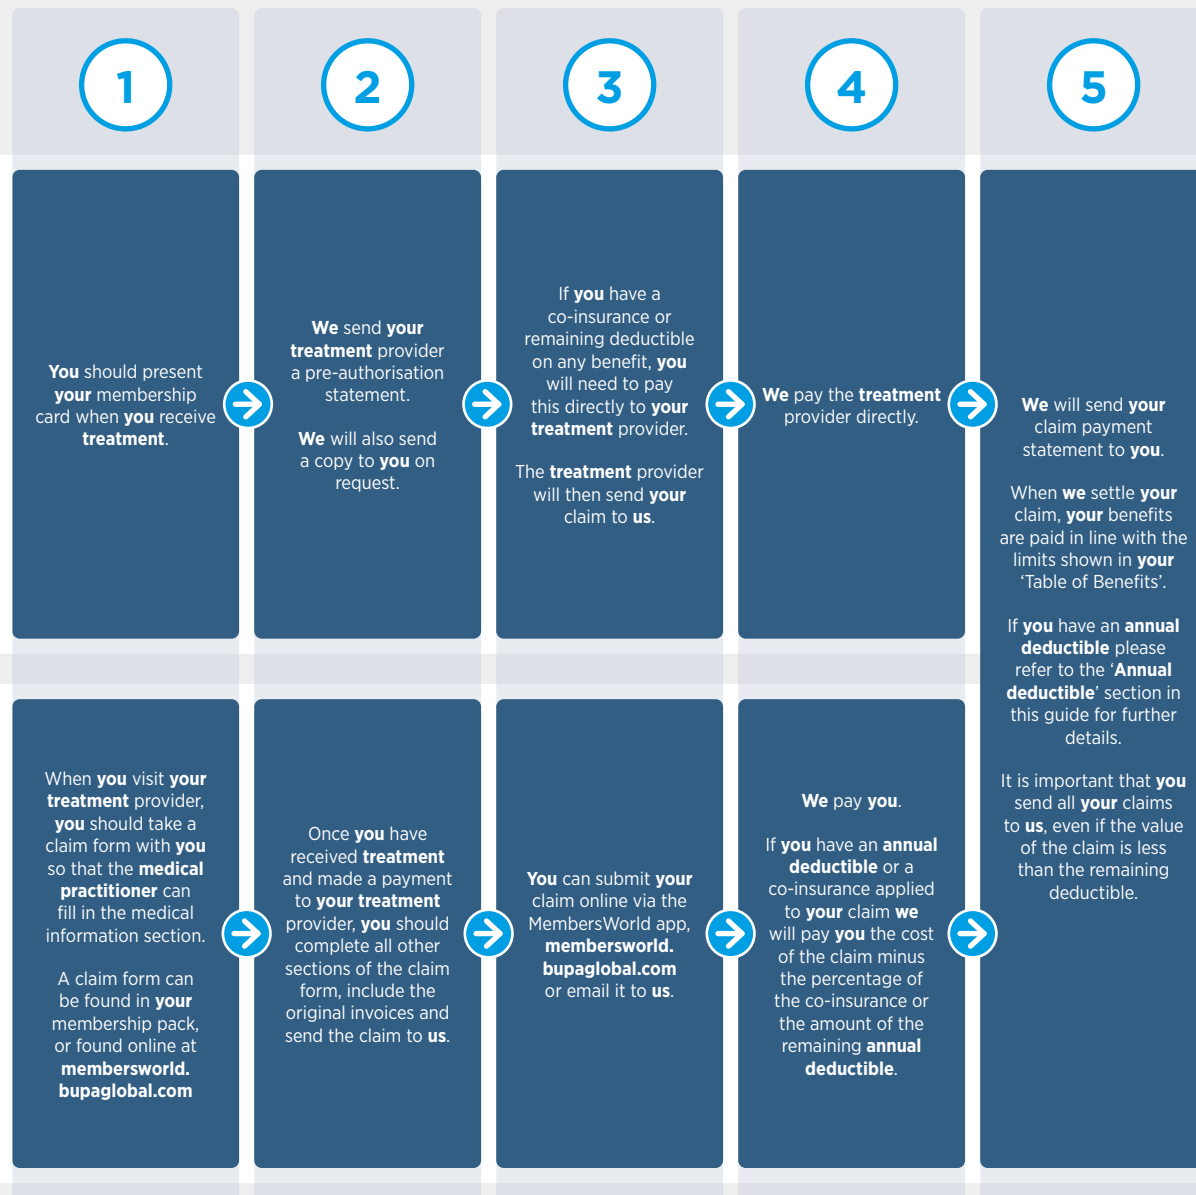 1
2
3
4
5
You should present
your membership
card when you receive
treatment.
We send your
treatment provider
a pre-authorisation
statement.
We will also send
a copy to you on
request.
If you have a
co-insurance or
remaining deductible
on any benefit, you
will need to pay
this directly to your
treatment provider.
The treatment provider
will then send your
claim to us.
We pay the treatment
provider directly.
When you visit your
treatment provider,
you should take a
claim form with you
so that the medical
practitioner can
fill in the medical
information section.
A claim form can
be found in your
membership pack,
or found online at
membersworld.
bupaglobal.com
Once you have
received treatment
and made a payment
to your treatment
provider, you should
complete all other
sections of the claim
form, include the
original invoices and
send the claim to us.
You can submit your
claim online via the
MembersWorld app,
membersworld.
bupaglobal.com
or email it to us.
We pay you.
If you have an annual
deductible or a
co-insurance applied
to your claim we
will pay you the cost
of the claim minus
the percentage of
the co-insurance or
the amount of the
remaining annual
deductible.
We will send your
claim payment
statement to you.
When we settle your
claim, your benefits
are paid in line with the
limits shown in your
‘Table of Benefits’.
If you have an annual
deductible please
refer to the ‘Annual
deductible’ section in
this guide for further
details.
It is important that you
send all your claims
to us, even if the value
of the claim is less
than the remaining
deductible.